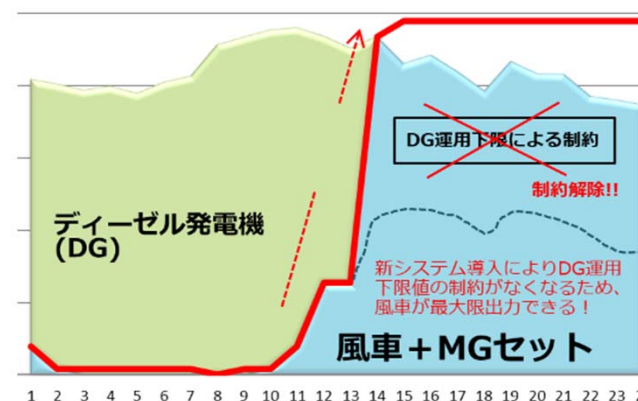 DG運用下限による制約
制約解除!!
ディーゼル発電機
(DG)
新システム導入によりDG運用
下限値の制約がなくなるため、
風車が最大限出力できる！
風車＋MGセット
1 2 3 4 5 6 7 8 9 10 11 12 13 14 15 16 17 18 19 20 21 22 23